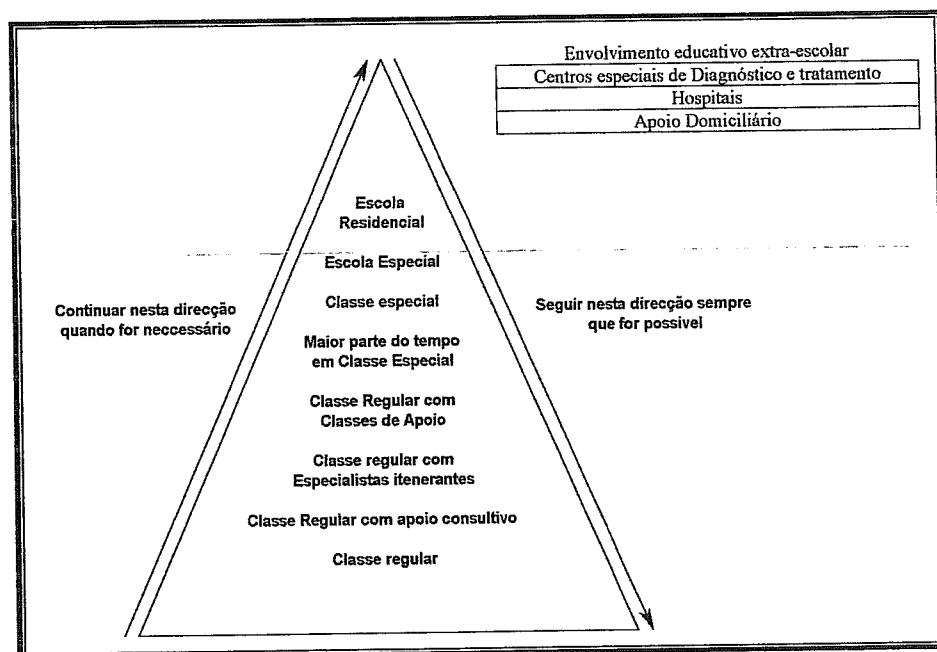 Envolvimento educativo extra-escolar
Centros especiais de Diagnóstico e tratamento
Hospitais
Apoio Domiciliário
Escola
Residencial
Escola Especial
Classe especial
Maior parte do tempo
em Classe Especial
Classe Regular com
Classes de Apoio
Classe regular com
Especialistas itenerantes
Classe Regular com apoio consultivo
Classe regular
Continuar nesta direcção
quando for neccessário
Seguir nesta direcção sempre
que for possivel